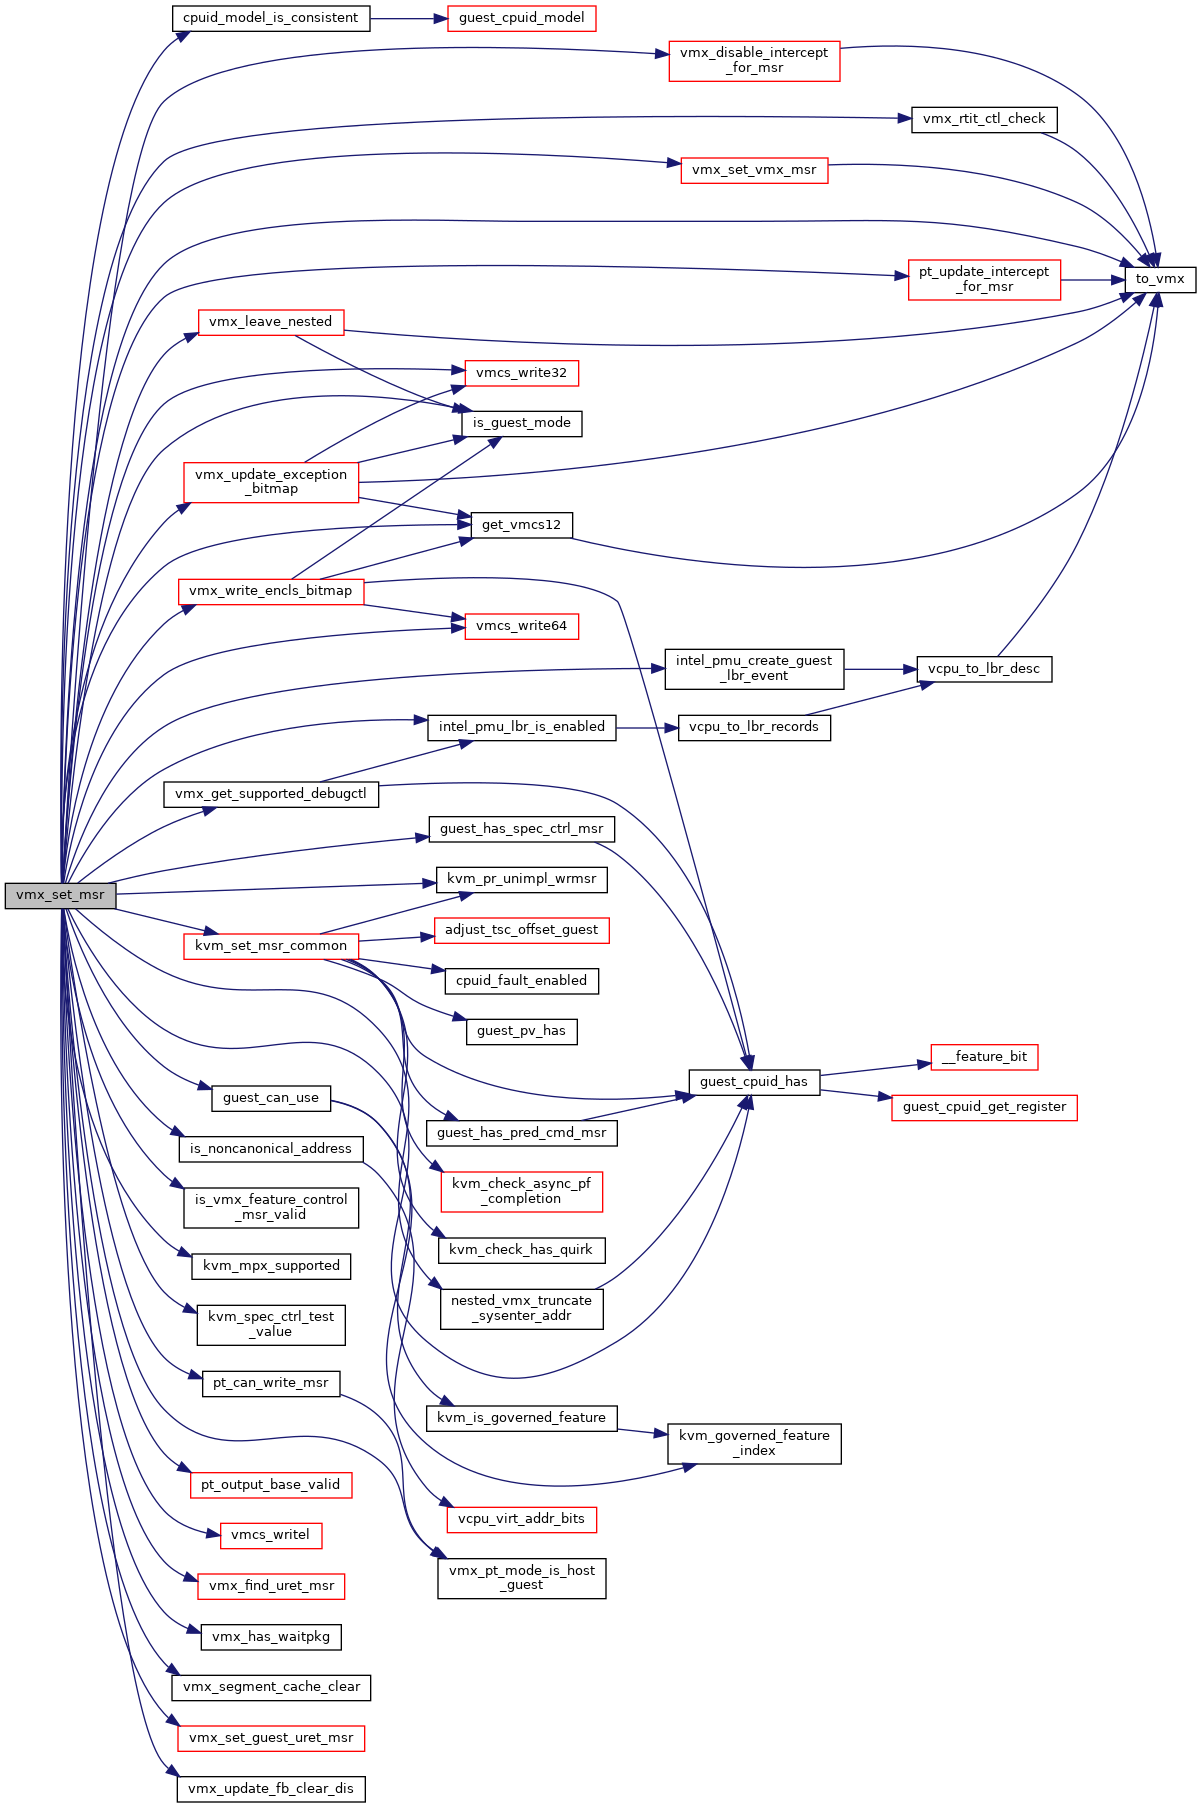 cpuid_model_is_consistent
guest_cpuid_model
vmx_disable_intercept
_for_msr
vmx_rtit_ctl_check
vmx_set_vmx_msr
to_vmx
pt_update_intercept
_for_msr
vmx_leave_nested
vmcs_write32
is_guest_mode
vmx_update_exception
_bitmap
get_vmcs12
vmx_write_encls_bitmap
vmcs_write64
intel_pmu_create_guest
_lbr_event
vcpu_to_lbr_desc
intel_pmu_lbr_is_enabled
vcpu_to_lbr_records
vmx_get_supported_debugctl
guest_has_spec_ctrl_msr
kvm_pr_unimpl_wrmsr
vmx_set_msr
adjust_tsc_offset_guest
kvm_set_msr_common
cpuid_fault_enabled
guest_pv_has
__feature_bit
guest_cpuid_has
guest_can_use
guest_cpuid_get_register
guest_has_pred_cmd_msr
is_noncanonical_address
kvm_check_async_pf
_completion
is_vmx_feature_control
_msr_valid
kvm_check_has_quirk
kvm_mpx_supported
nested_vmx_truncate
_sysenter_addr
kvm_spec_ctrl_test
_value
pt_can_write_msr
kvm_is_governed_feature
kvm_governed_feature
_index
pt_output_base_valid
vcpu_virt_addr_bits
vmcs_writel
vmx_pt_mode_is_host
_guest
vmx_find_uret_msr
vmx_has_waitpkg
vmx_segment_cache_clear
vmx_set_guest_uret_msr
vmx_update_fb_clear_dis